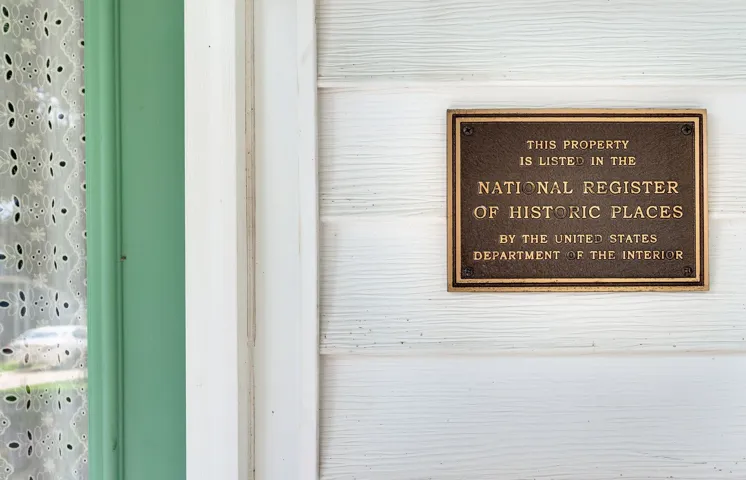 THIS PROPERTY
IS LISTED IN THE
NATIONAL REGISTER
OF HISTORIC PLACES
BY THE UNITED STATES
DEPARTMENT OF THE INTERIOR